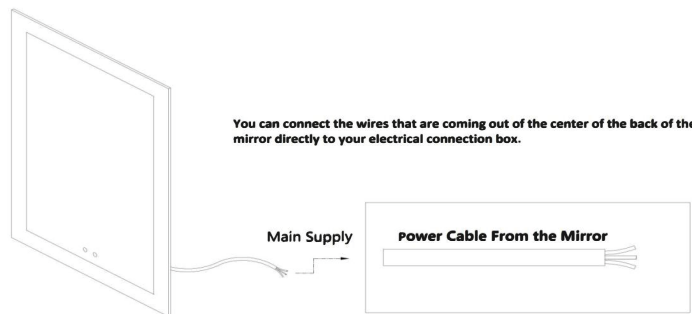 You can connect the wires that are coming out of the center of the back of the
mirror directly to your electrical connection box.
Main Supply
Power Cable From the Mirror